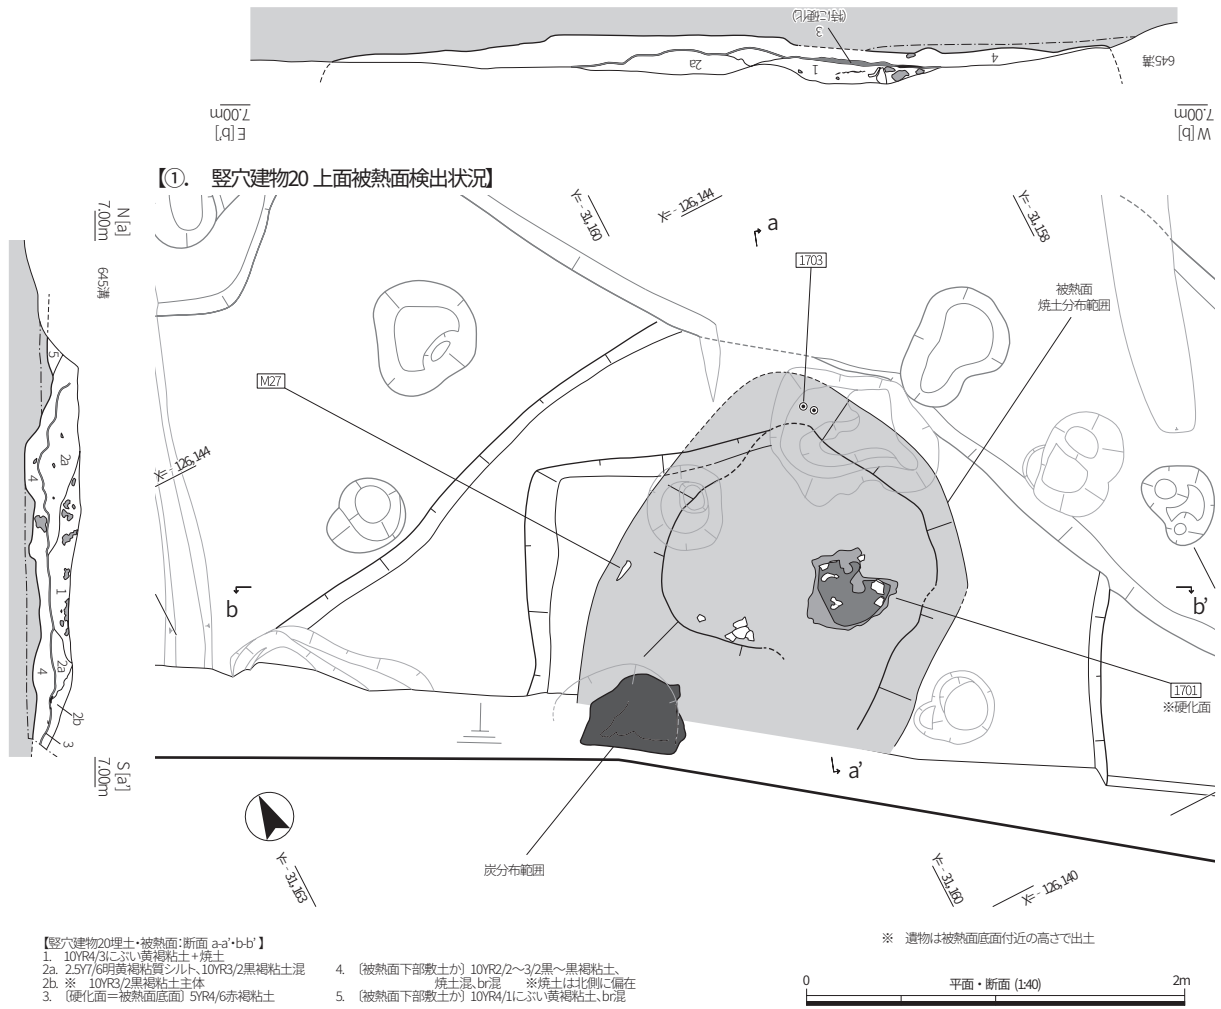 (特に硬化)
3
2a
1
4
645溝
7.00m
E [b']
7.00m
W [b]
【①.　竪穴建物20 上面被熱面検出状況】
N [a]
7.00m
645溝
Y=- 31,160
X=- 126,144
Y=- 31,158
a
1703
被熱面
焼土分布範囲
M27
X=- 126,144
5
2a
4
1
2a
4
2b
3
b
b'
1701
※硬化面
S [a']
7.00m
a'
炭分布範囲
Y=- 31,163
Y=- 31,160
X=- 126,140
【竪穴建物20埋土・被熱面：断面 a-a'・b-b' 】
1.　10YR4/3にぶい黄褐粘土＋焼土
2a. 2.5Y7/6明黄褐粘質シルト、10YR3/2黒褐粘土混
2b. ※　10YR3/2黒褐粘土主体
3.　〔硬化面＝被熱面底面〕 5YR4/6赤褐粘土
4.　〔被熱面下部敷土か〕 10YR2/2～3/2黒～黒褐粘土、
焼土混、br混　　※焼土は北側に偏在
5.　〔被熱面下部敷土か〕 10YR4/1にぶい黄褐粘土、br混
※　遺物は被熱面底面付近の高さで出土
0　平面・断面 (1:40)　2m